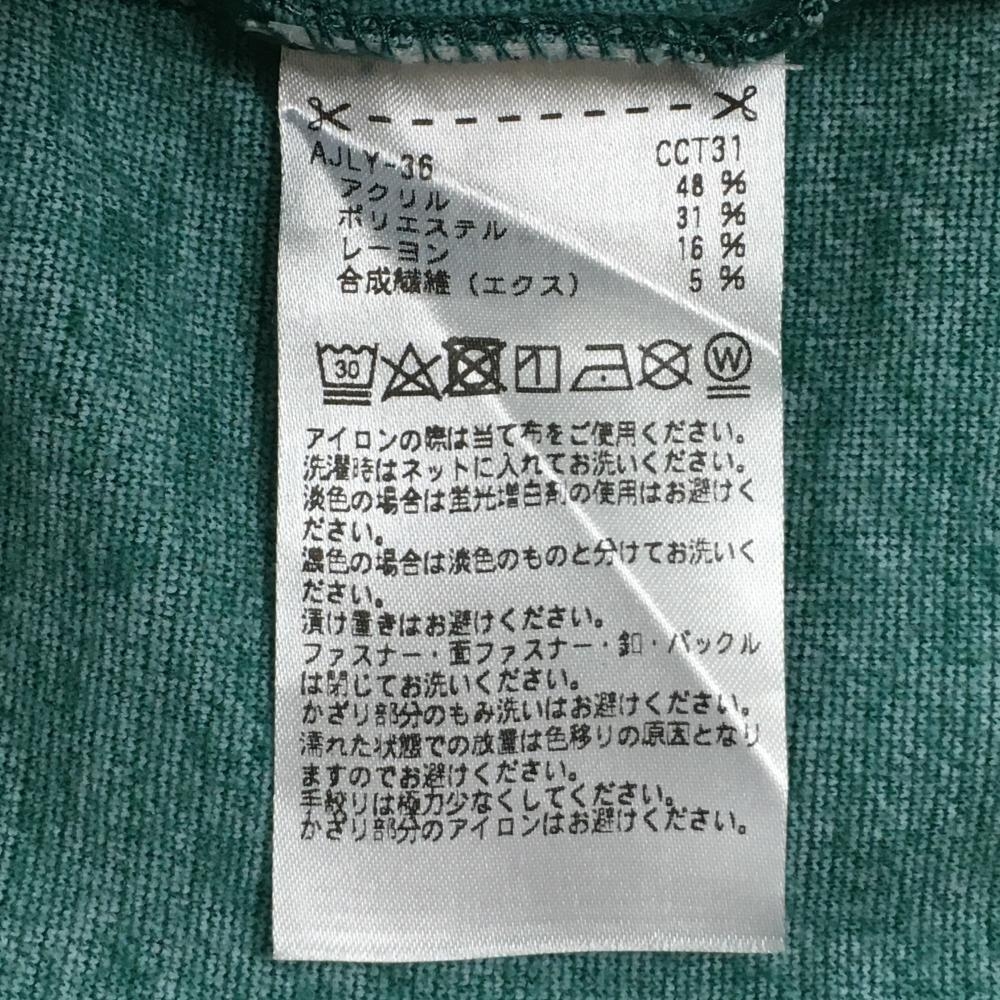 AJLY-36 CCT31
アクリル 48 %
ポリエステル 31 %
レーヨン 16 %
合成繊維（エクス） 5 %
30 W
アイロンの際は当て布をご使用ください。
洗濯時はネットに入れてお洗いください。
淡色の場合は蛍光増白剤の使用はお避けく
ださい。
濃色の場合は淡色のものと分けてお洗いく
ださい。
漬け置きはお避けください。
ファスナー・面ファスナー・釦・バックル
は閉じてお洗いください。
かざり部分のもみ洗いはお避けください。
濡れた状態での放置は色移りの原因となり
ますのでお避けください。
手絞りは極力少なくしてください。
かざり部分のアイロンはお避けください。